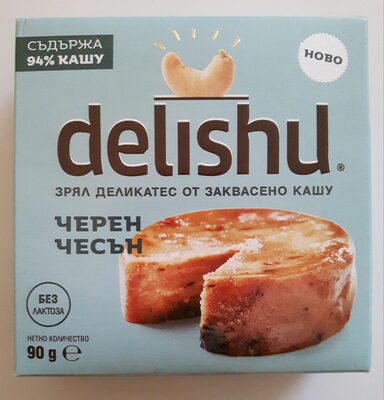 СЪДЪРЖА
94% КАШУ
НОВО
delishu®
ЗРЯЛ ДЕЛИКАТЕС ОТ ЗАКВАСЕНО КАШУ
ЧЕРЕН
ЧЕСЪН
БЕЗ
ЛАКТОЗА
НЕТНО КОЛИЧЕСТВО
90 g ℮